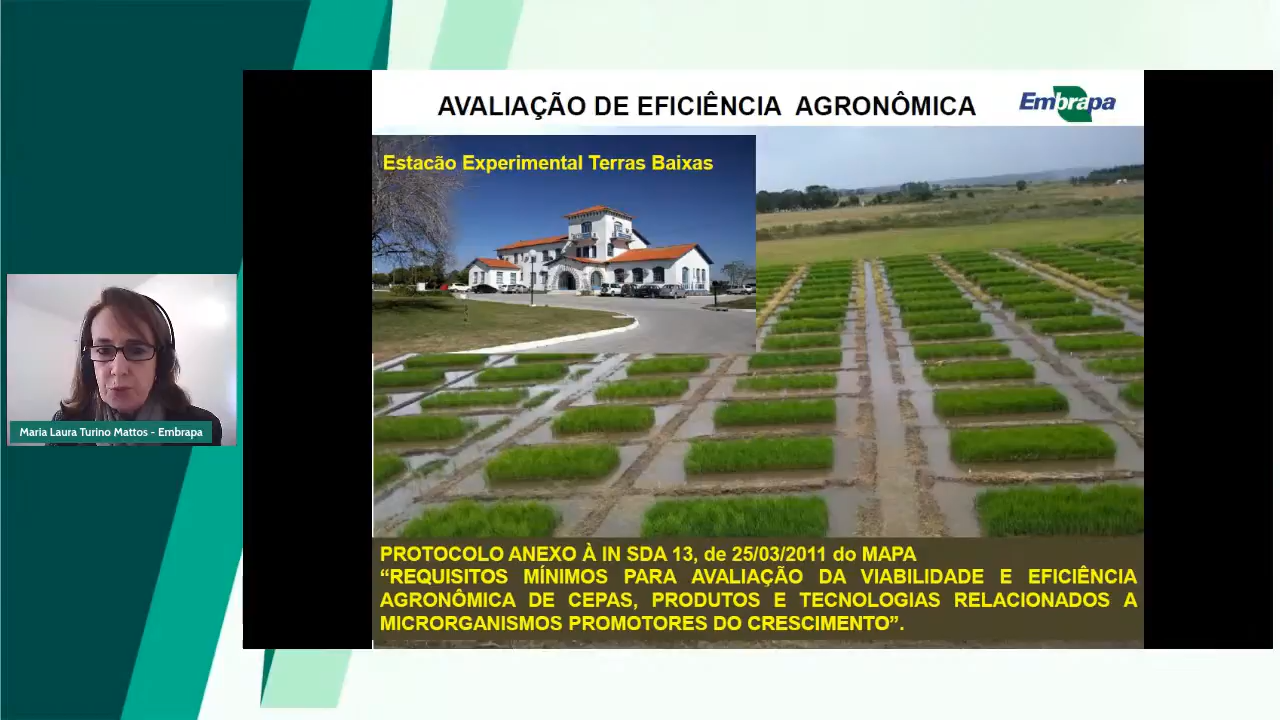 AVALIAÇÃO DE EFICIÊNCIA AGRONÔMICA
Embrapa
Estacão Experimental Terras Baixas
Maria Laura Turino Mattos - Embrapa
PROTOCOLO ANEXO À IN SDA 13, de 25/03/2011 do MAPA
“REQUISITOS MÍNIMOS PARA AVALIAÇÃO DA VIABILIDADE E EFICIÊNCIA
AGRONÔMICA DE CEPAS, PRODUTOS E TECNOLOGIAS RELACIONADOS A
MICRORGANISMOS PROMOTORES DO CRESCIMENTO”.